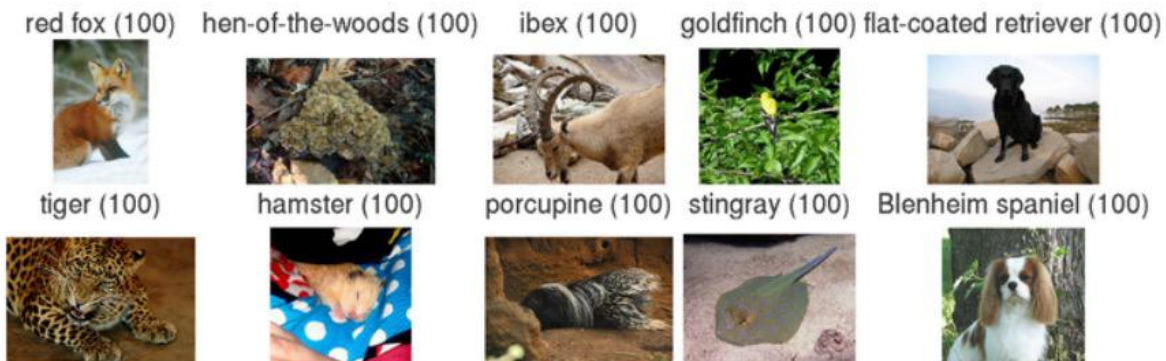 red fox (100) hen-of-the-woods (100) ibex (100) goldfinch (100) flat-coated retriever (100)
tiger (100) hamster (100) porcupine (100) stingray (100) Blenheim spaniel (100)